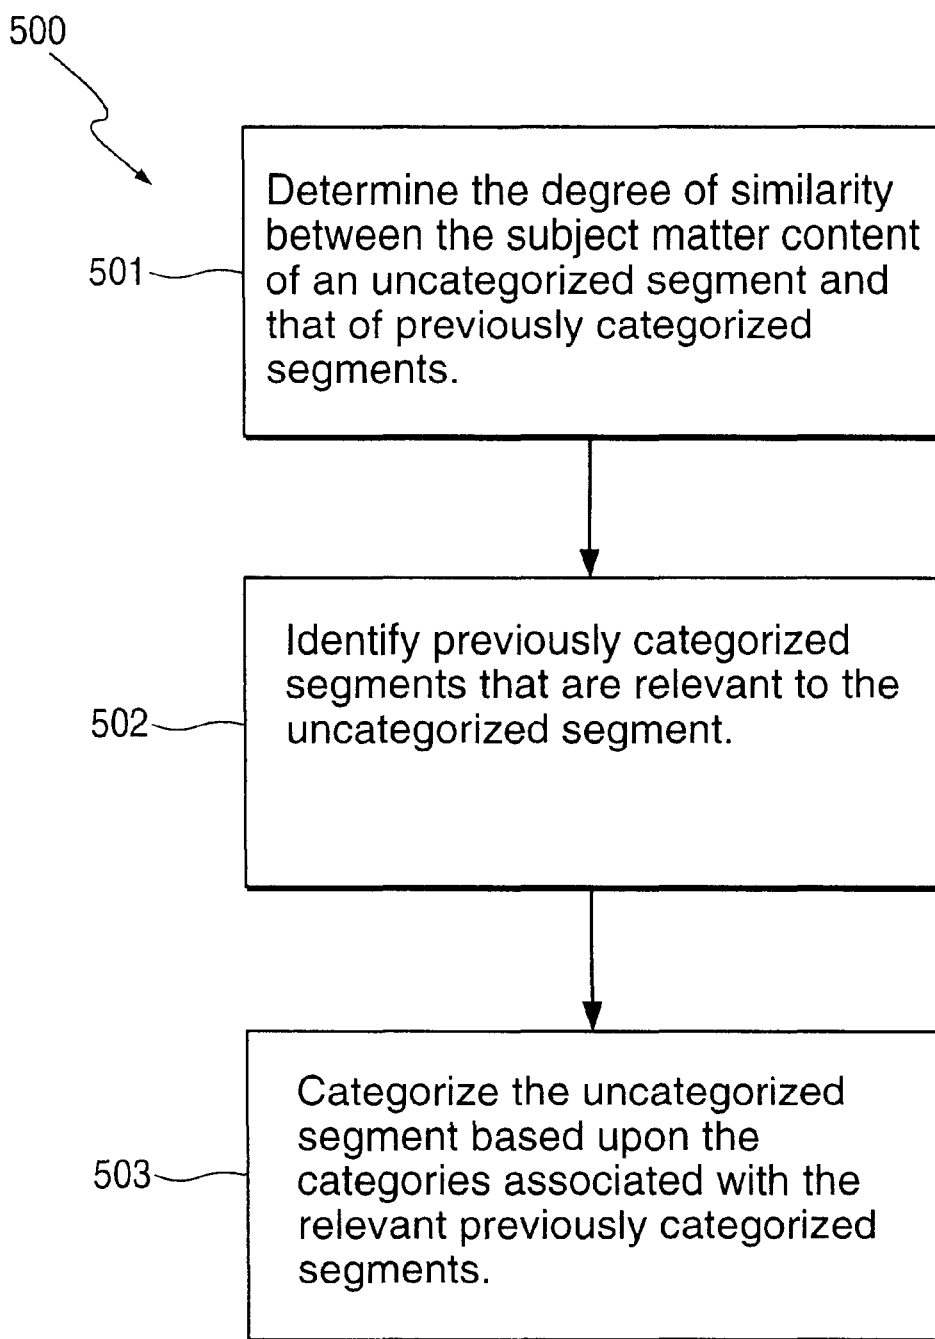 500
Determine the degree of similarity
between the subject matter content
501
of an uncategorized segment and
that of previously categorized
segments.
Identify previously categorized
segments that are relevant to the
502
uncategorized segment.
Categorize the uncategorized
segment based upon the
503
categories associated with the
relevant previously categorized
segments.